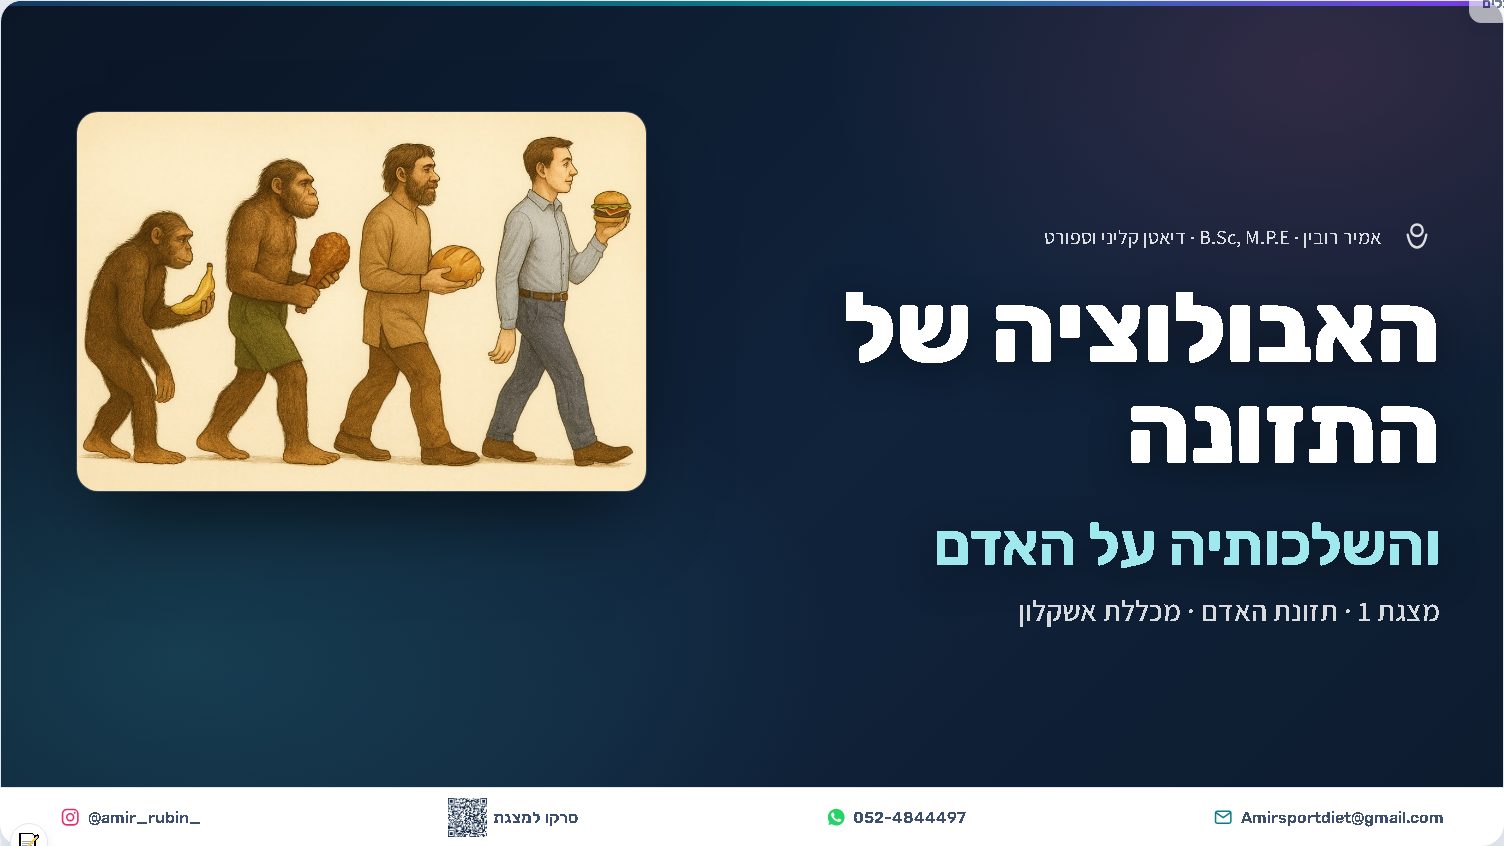 אמיר רובין · B.Sc, M.P.E · דיאטן קליני וספורט
האבולוציה של
התזונה
והשלכותיה על האדם
מצגת 1 · תזונת האדם · מכללת אשקלון
Amirsportdiet@gmail.com
052-4844497
סרקו למצגת
@amir_rubin_